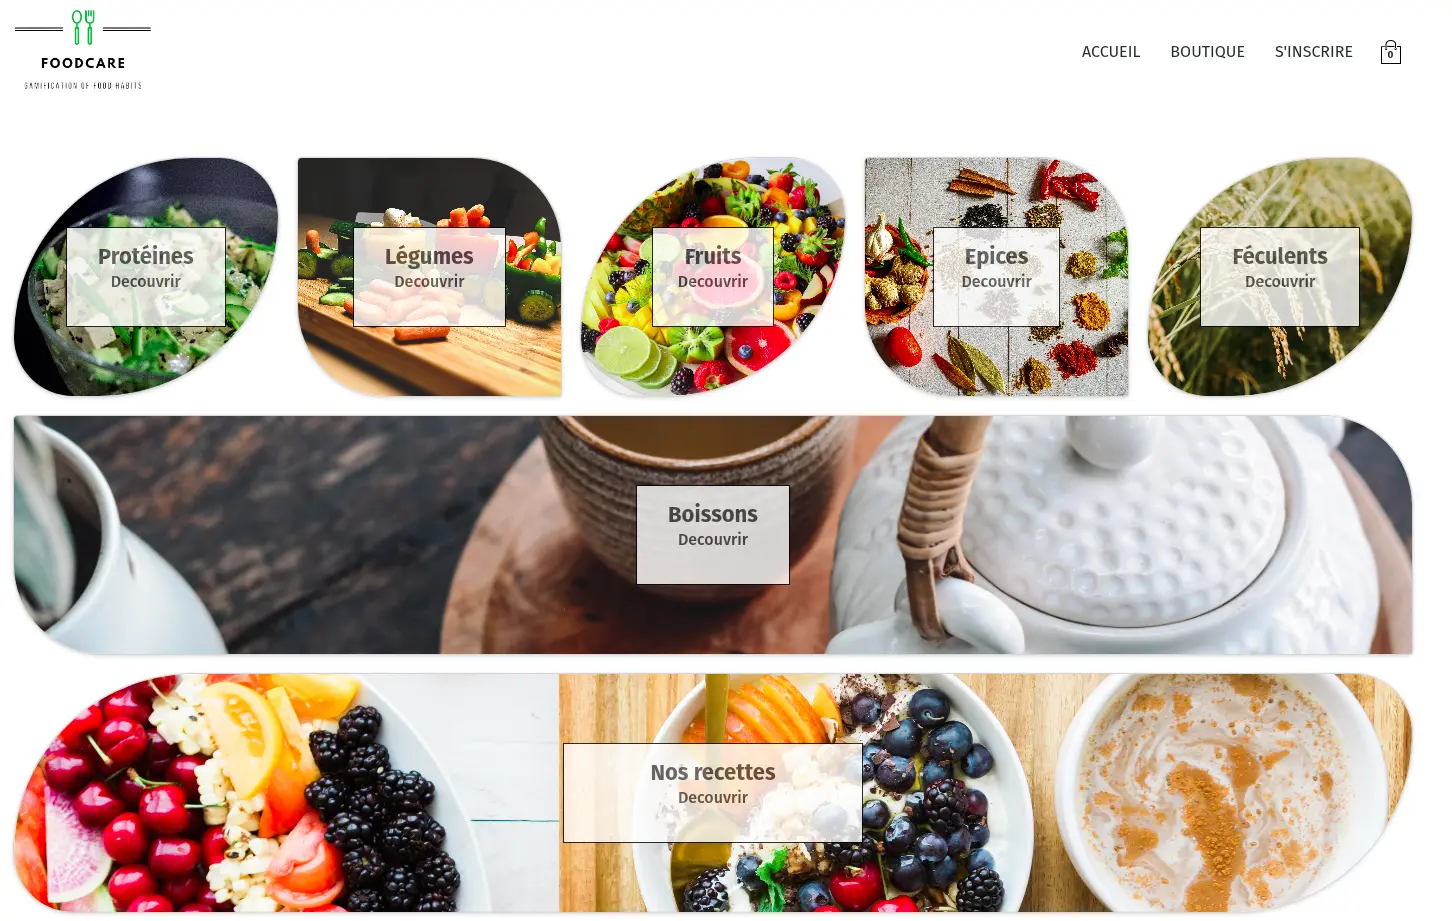 FOODCARE
GAMIFICATION OF FOOD HABITS
ACCUEIL
BOUTIQUE
S'INSCRIRE
0
Protéines
Decouvrir
Légumes
Decouvrir
Fruits
Decouvrir
Epices
Decouvrir
Féculents
Decouvrir
Boissons
Decouvrir
Nos recettes
Decouvrir